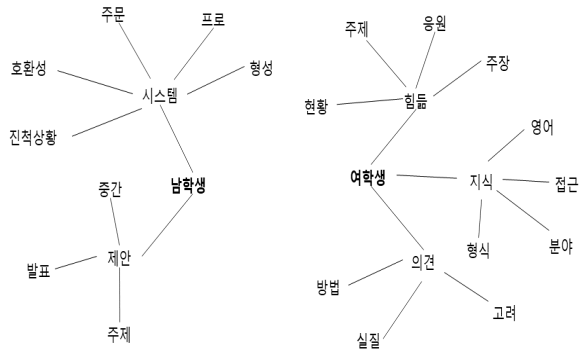 주문
프로
호환성
형성
시스템
진척상황
남학생
중간
제안
발표
주제
주제
응원
주장
현황
힘듦
영어
여학생
지식
접근
형식
분야
의견
방법
고려
실질